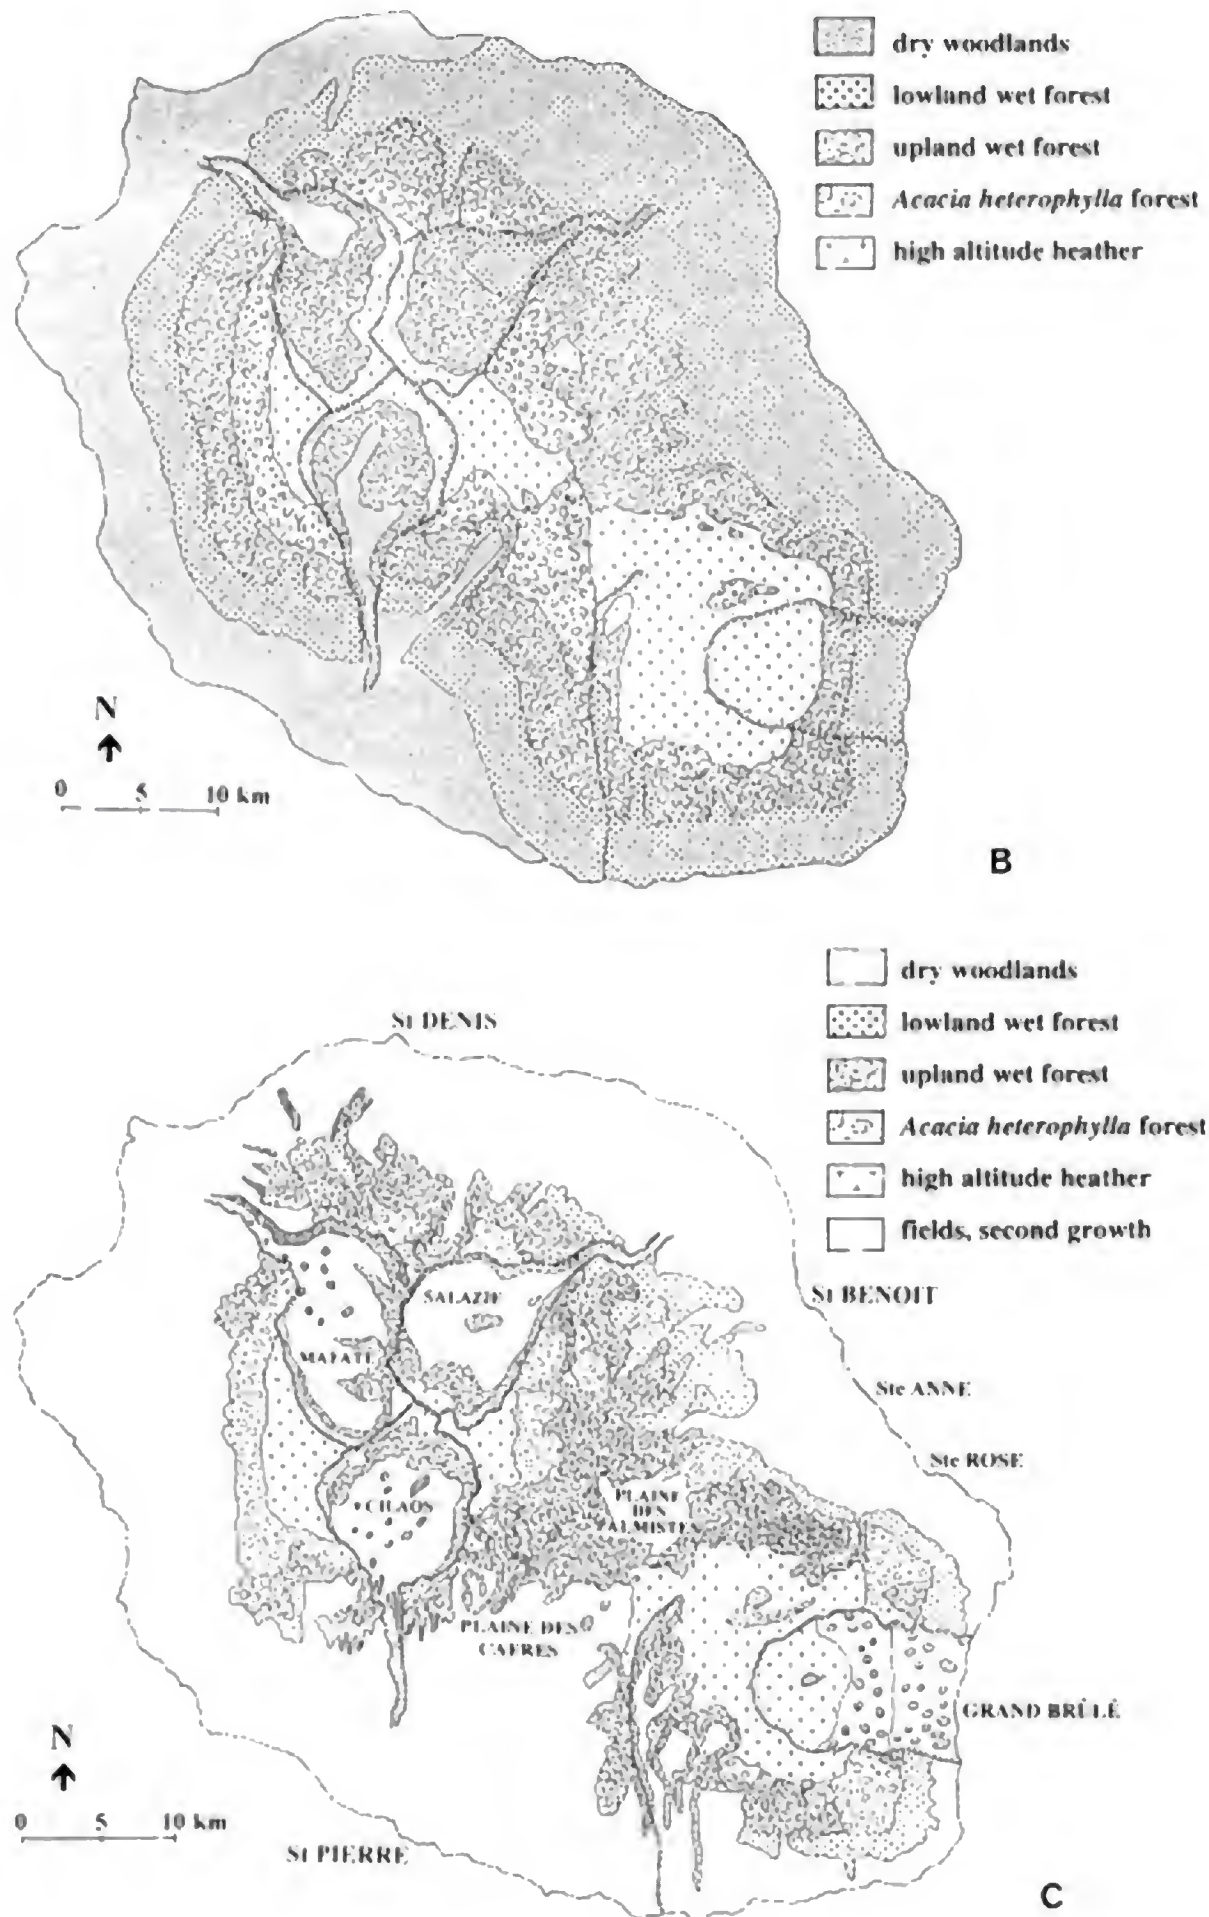 dry woodlands
lowland wet forest
upland wet forest
Acacia heterophylla forest
high altitude heather
N
0 5 10 km
B
dry woodlands
lowland wet forest
upland wet forest
Acacia heterophylla forest
high altitude heather
fields, second growth
St DENIS
St BENOIT
SALAZIE
MAFATE
Ste ANNE
Ste ROSE
CILAOS
PLAINE
DES
PALMISTES
PLAINE DES
CAFRES
GRAND BRÛLÉ
N
0 5 10 km
St PIERRE
C